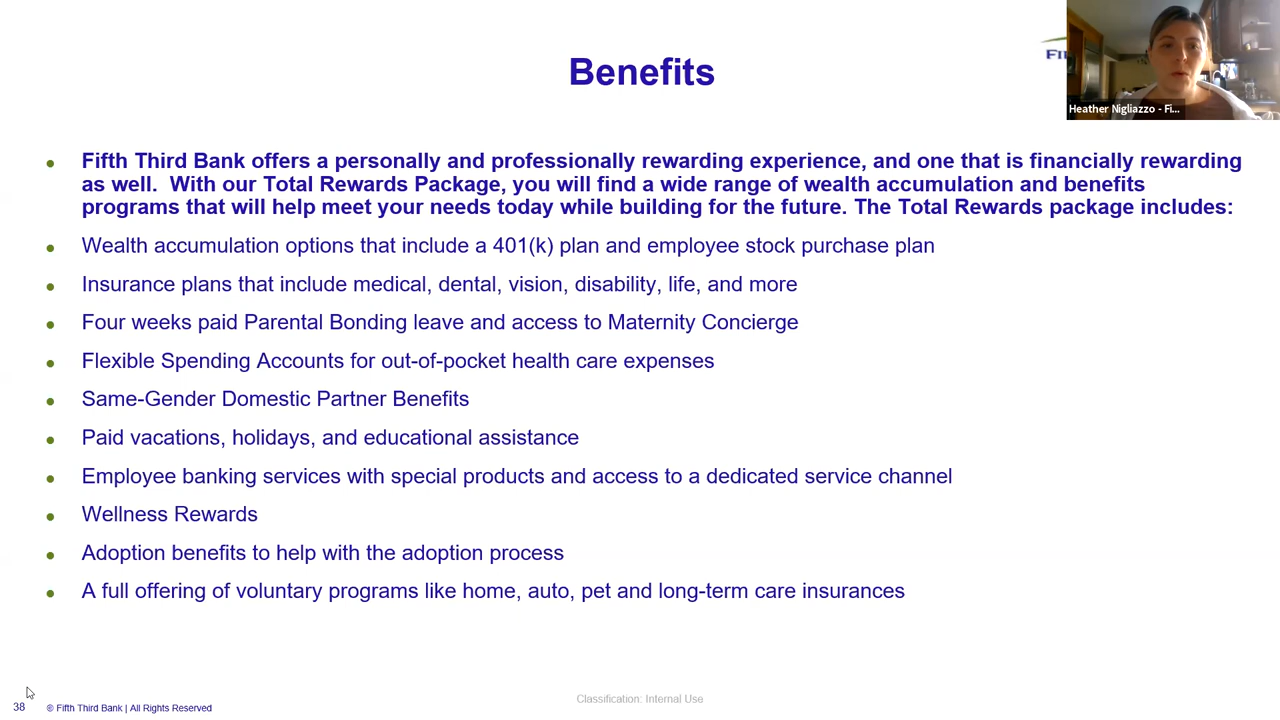 Benefits
FI
Heather Nigliazzo - Fi...
Fifth Third Bank offers a personally and professionally rewarding experience, and one that is financially rewarding
as well. With our Total Rewards Package, you will find a wide range of wealth accumulation and benefits
programs that will help meet your needs today while building for the future. The Total Rewards package includes:
Wealth accumulation options that include a 401(k) plan and employee stock purchase plan
Insurance plans that include medical, dental, vision, disability, life, and more
Four weeks paid Parental Bonding leave and access to Maternity Concierge
Flexible Spending Accounts for out-of-pocket health care expenses
Same-Gender Domestic Partner Benefits
Paid vacations, holidays, and educational assistance
Employee banking services with special products and access to a dedicated service channel
Wellness Rewards
Adoption benefits to help with the adoption process
A full offering of voluntary programs like home, auto, pet and long-term care insurances
Classification: Internal Use
38 © Fifth Third Bank | All Rights Reserved